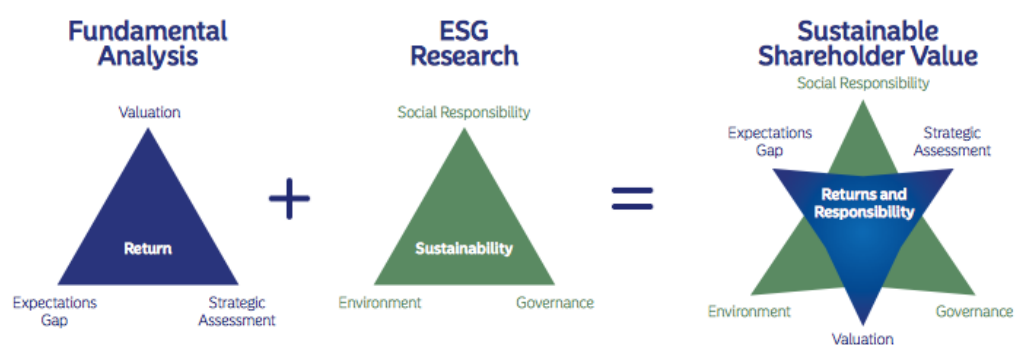 Fundamental
Analysis
Valuation
Return
Expectations
Gap
Strategic
Assessment
+
ESG
Research
Social Responsibility
Sustainability
Environment
Governance
=
Sustainable
Shareholder Value
Social Responsibility
Expectations
Gap
Strategic
Assessment
Returns and
Responsibility
Environment
Governance
Valuation